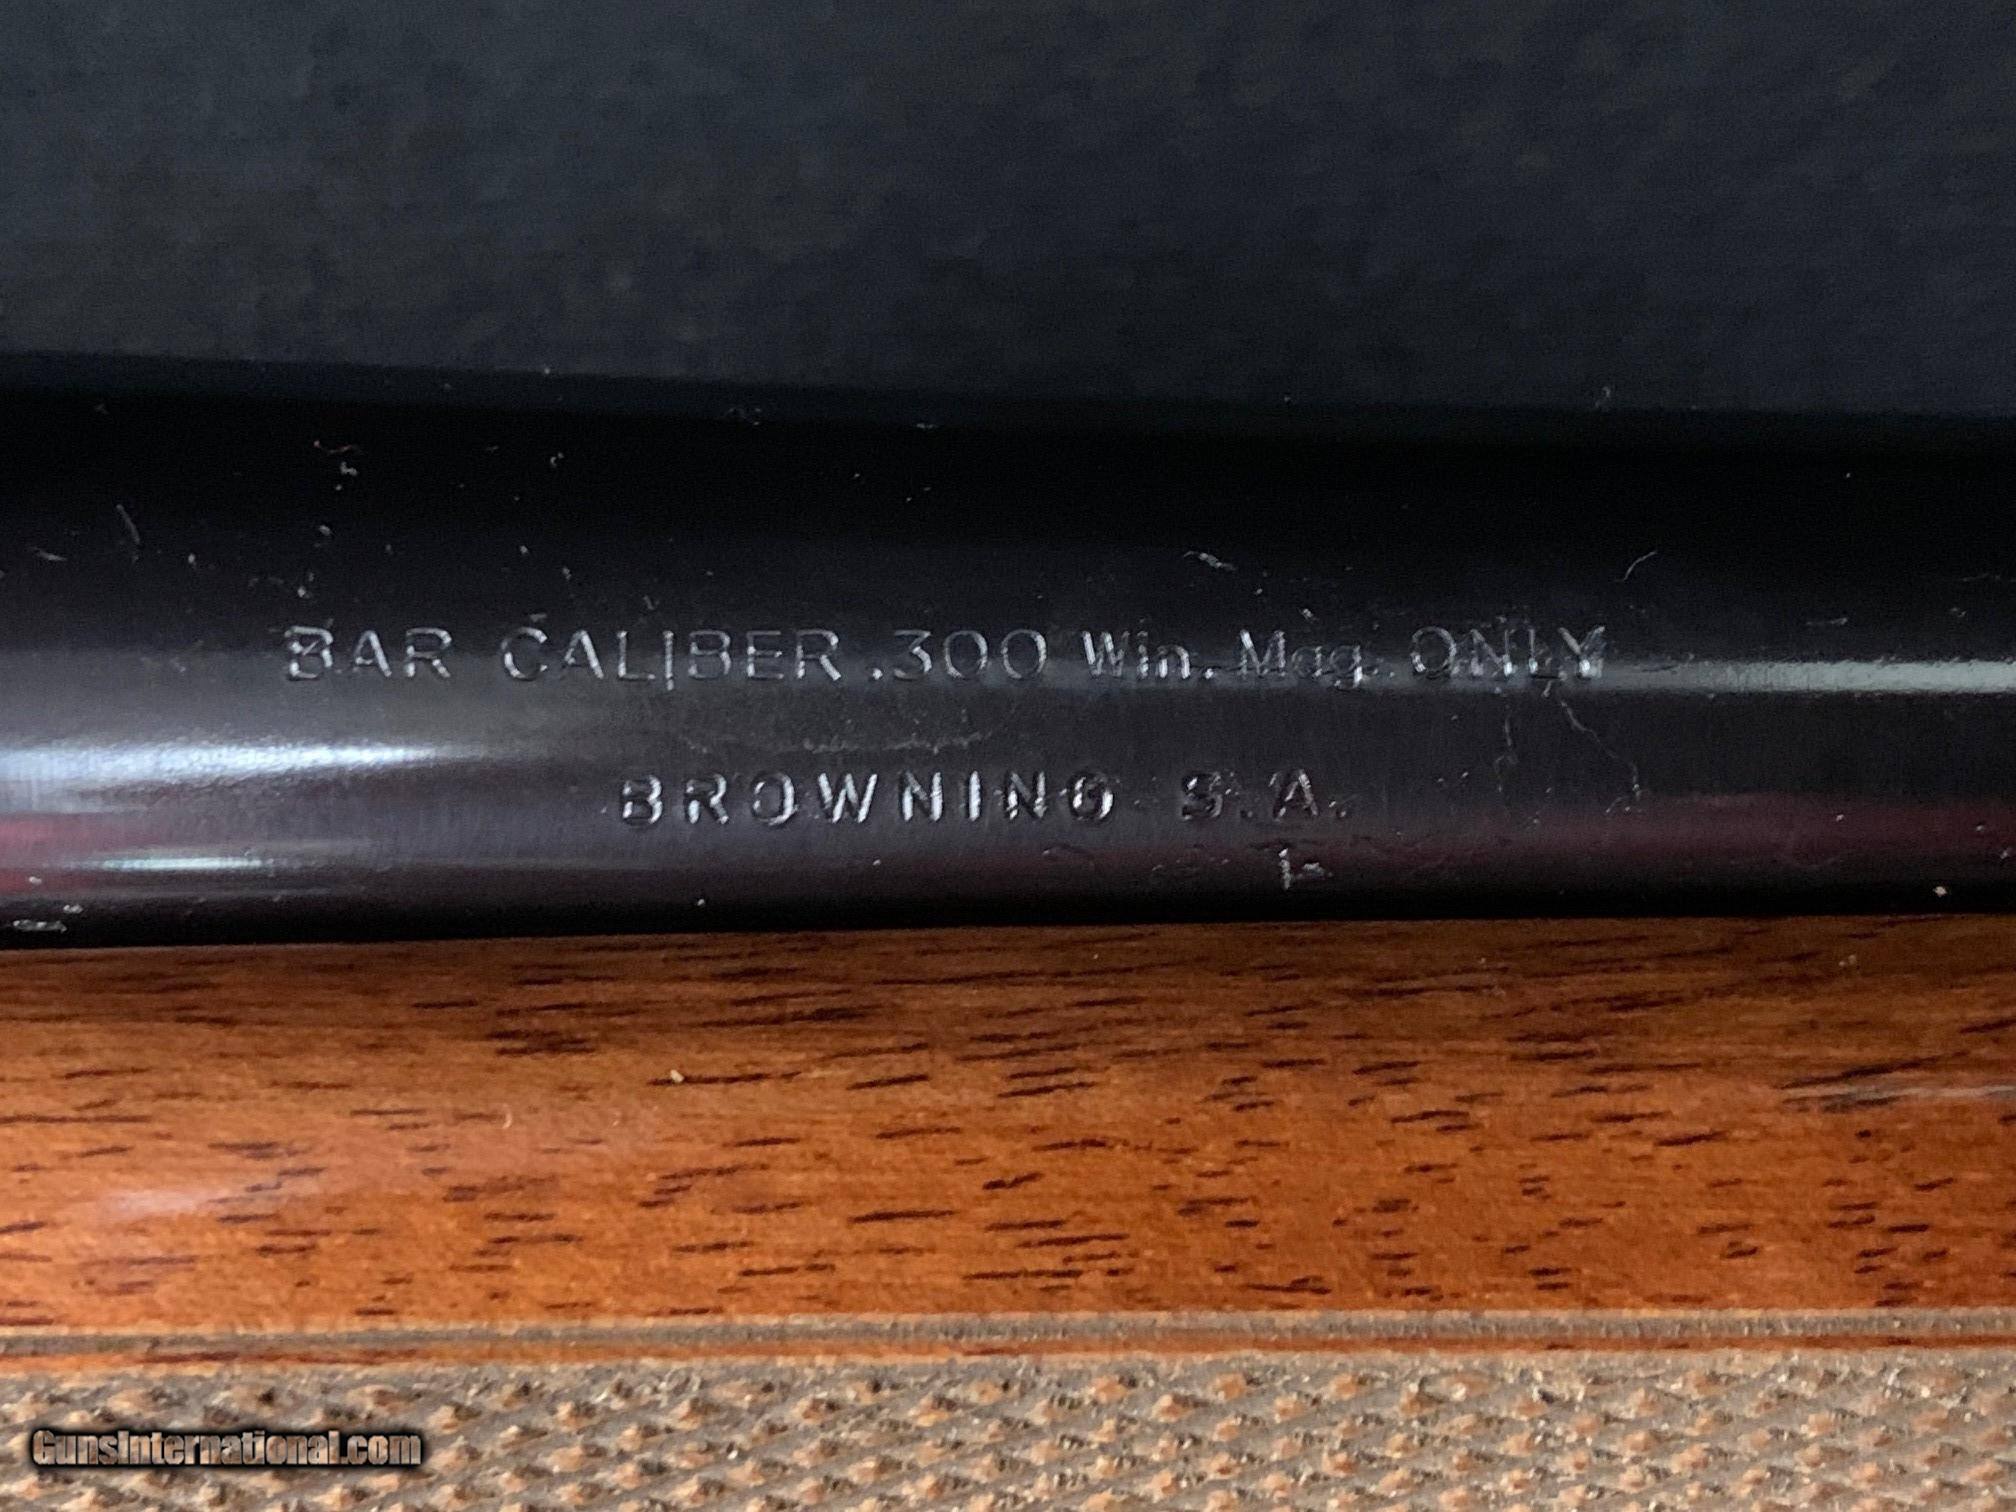 BAR CALIBER .300 Win. Mag. ONLY
BROWNING S.A.
GunsInternational.com